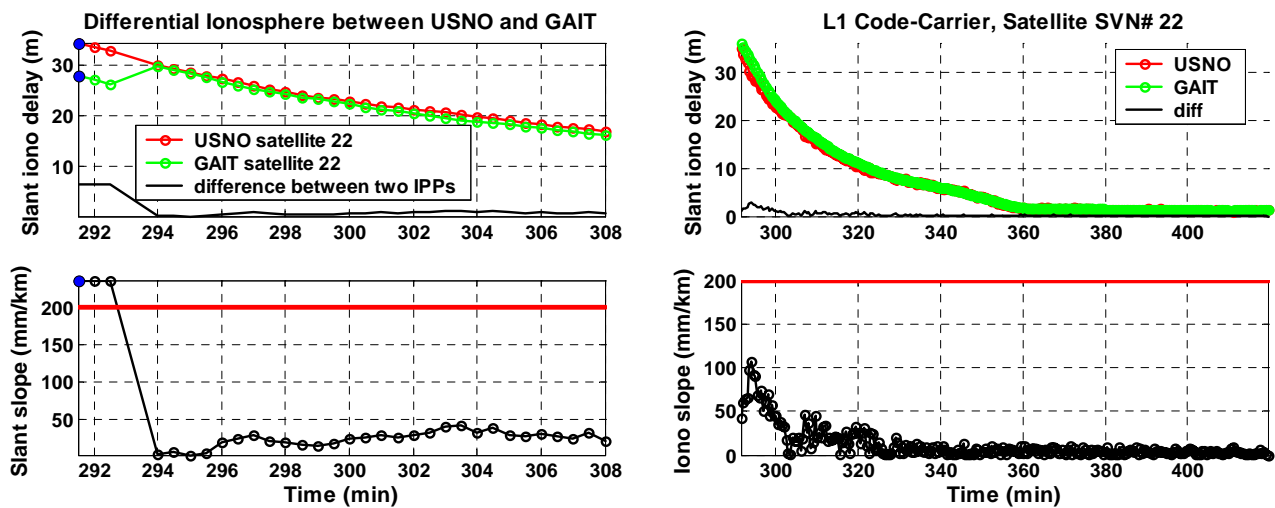 Differential Ionosphere between USNO and GAIT
Slant iono delay (m)
30
20
10
USNO satellite 22
GAIT satellite 22
difference between two IPPs
292 294 296 298 300 302 304 306 308
Slant slope (mm/km)
200
150
100
50
292 294 296 298 300 302 304 306 308
Time (min)
L1 Code-Carrier, Satellite SVN# 22
Slant iono delay (m)
30
20
10
0
USNO
GAIT
diff
300 320 340 360 380 400
Iono slope (mm/km)
200
150
100
50
0
300 320 340 360 380 400
Time (min)